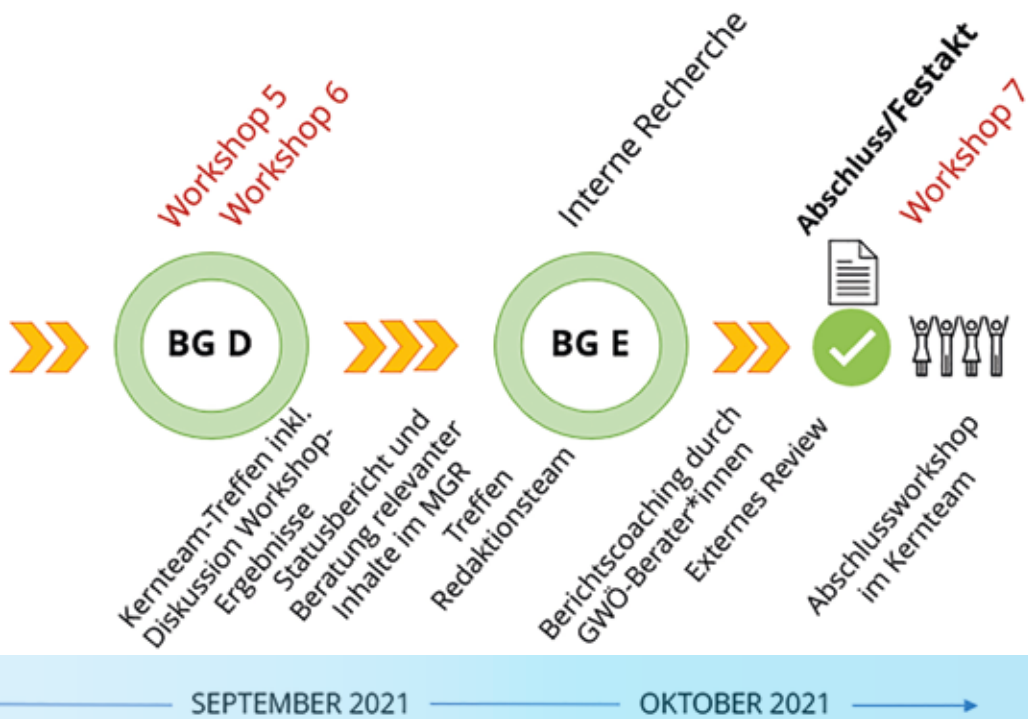 Workshop 5
Workshop 6
Interne Recherche
Abschluss/Festakt
Workshop 7
BG D
BG E
Kernteam-Treffen inkl.
Diskussion Workshop-
Ergebnisse
Statusbericht und
Beratung relevanter
Inhalte im MGR
Treffen
Redaktionsteam
Berichtscoaching durch
GWÖ-Berater*innen
Externes Review
Abschlussworkshop
im Kernteam
SEPTEMBER 2021
OKTOBER 2021